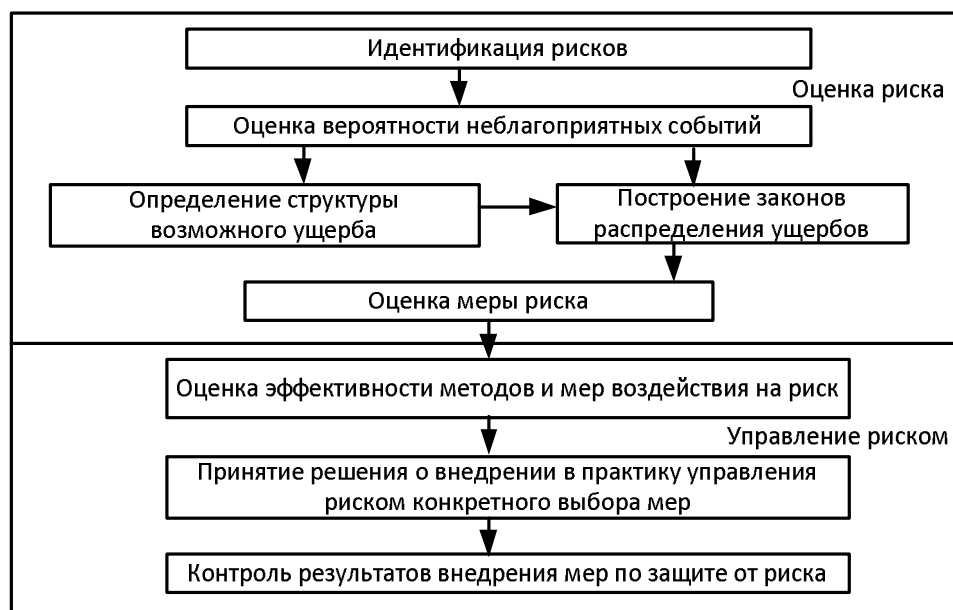 Идентификация рисков
Оценка риска
Оценка вероятности неблагоприятных событий
Определение структуры
возможного ущерба
Построение законов
распределения ущербов
Оценка меры риска
Оценка эффективности методов и мер воздействия на риск
Управление риском
Принятие решения о внедрении в практику управления
риском конкретного выбора мер
Контроль результатов внедрения мер по защите от риска